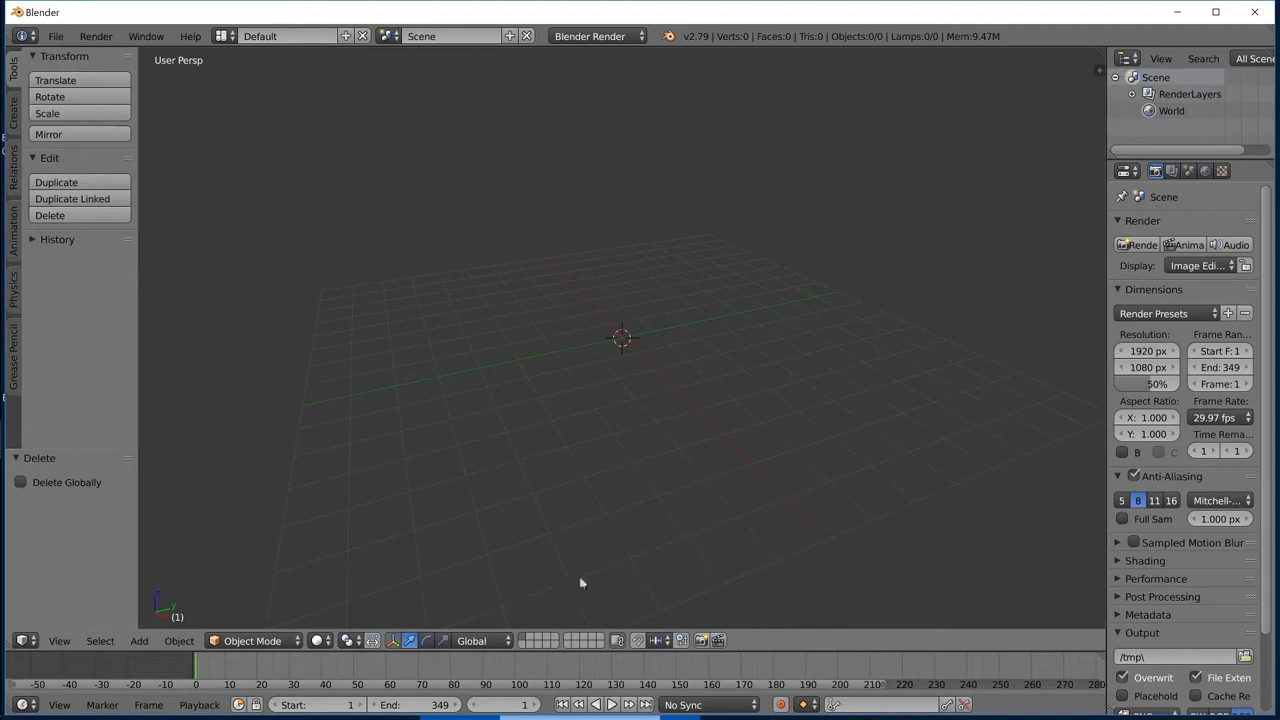 Blender
File Render Window Help Default Scene Blender Render v2.79 | Verts:0 | Faces:0 | Tris:0 | Objects:0/0 | Lamps:0/0 | Mem:9.47M
Tools
Create
Relations
Animation
Physics
Grease Pencil
Transform
Translate
Rotate
Scale
Mirror
Edit
Duplicate
Duplicate Linked
Delete
History
Delete
Delete Globally
User Persp
z
y
(1)
View Search All Scene
Scene
RenderLayers
World
Scene
Render
Rende Anima Audio
Display: Image Edi...
Dimensions
Render Presets
Resolution: Frame Ran...
1920 px Start F: 1
1080 px End: 349
50% Frame: 1
Aspect Ratio: Frame Rate:
X: 1.000 29.97 fps
Y: 1.000 Time Rema...
B C 1 1
Anti-Aliasing
5 8 11 16 Mitchell-...
Full Sam 1.000 px
Sampled Motion Blur
Shading
Performance
Post Processing
Metadata
Output
/tmp\
Overwrit File Exten
Placehold Cache Re
View Select Add Object Object Mode Global
-50 -40 -30 -20 -10 0 10 20 30 40 50 60 70 80 90 100 110 120 130 140 150 160 170 180 190 200 210 220 230 240 250 260 270 280
View Marker Frame Playback Start: 1 End: 349 1 No Sync